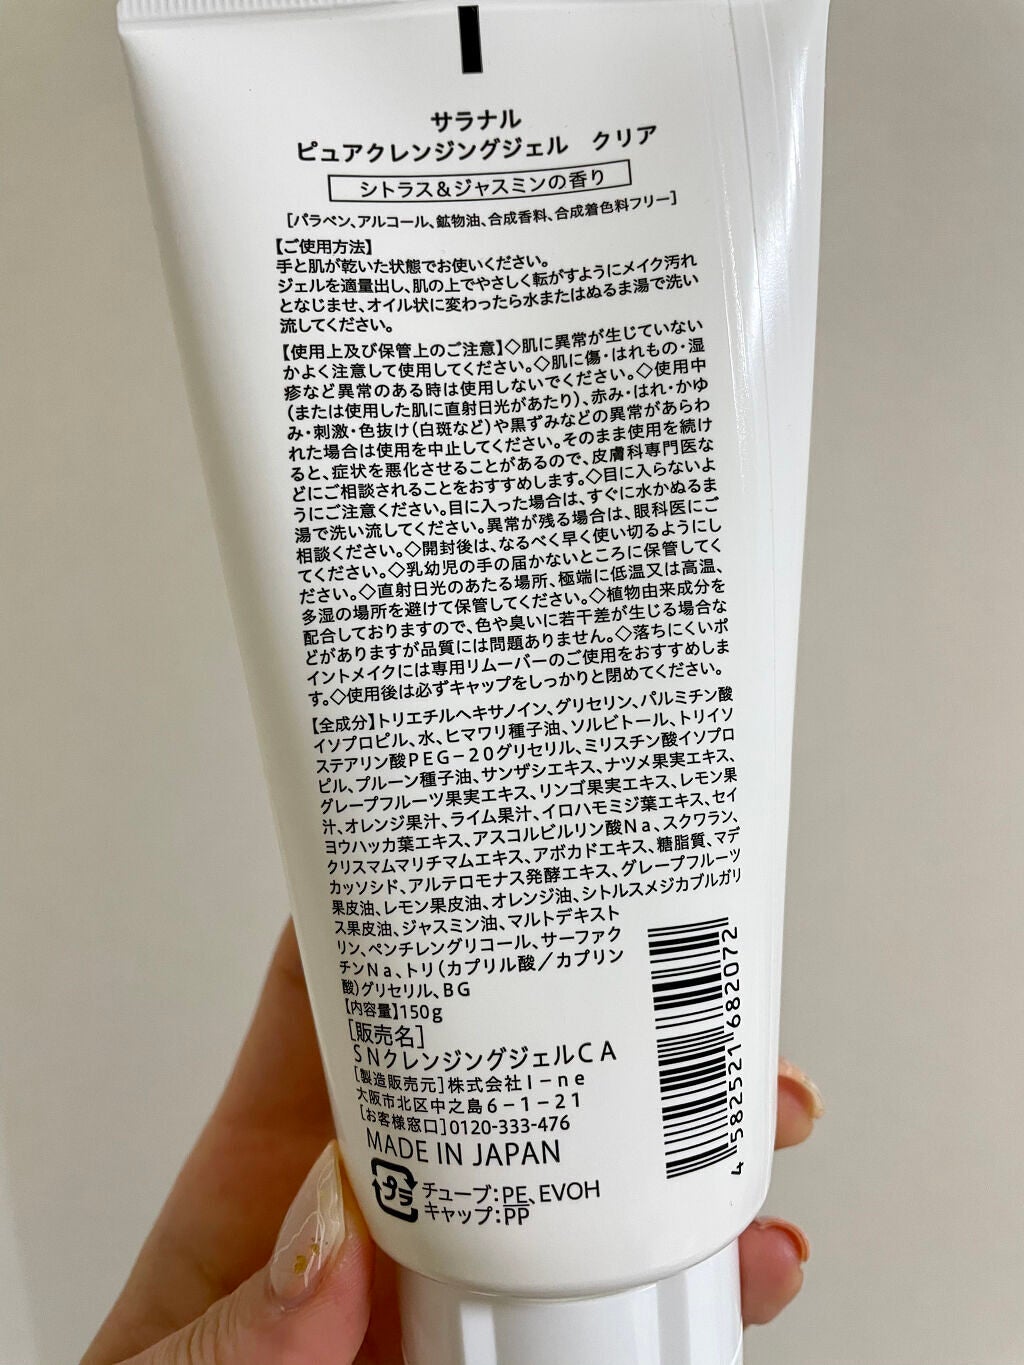 サラナル
ピュアクレンジングジェル　クリア
シトラス&ジャスミンの香り
[パラベン、アルコール、鉱物油、合成香料、合成着色料フリー]
【ご使用方法】
手と肌が乾いた状態でお使いください。
ジェルを適量出し、肌の上でやさしく転がすようにメイク汚れ
となじませ、オイル状に変わったら水またはぬるま湯で洗い
流してください。
【使用上及び保管上のご注意】◇肌に異常が生じていない
かよく注意して使用してください。◇肌に傷・はれもの・湿
疹など異常のある時は使用しないでください。◇使用中
(または使用した肌に直射日光があたり)、赤み・はれ・かゆ
み・刺激・色抜け(白斑など)や黒ずみなどの異常があらわ
れた場合は使用を中止してください。そのまま使用を続け
ると、症状を悪化させることがあるので、皮膚科専門医な
どにご相談されることをおすすめします。◇目に入らないよ
うにご注意ください。目に入った場合は、すぐに水かぬるま
湯で洗い流してください。異常が残る場合は、眼科医にご
相談ください。◇開封後は、なるべく早く使い切るようにし
てください。◇乳幼児の手の届かないところに保管してく
ださい。◇直射日光のあたる場所、極端に低温又は高温、
多湿の場所を避けて保管してください。◇植物由来成分を
配合しておりますので、色や臭いに若干差が生じる場合な
どがありますが品質には問題ありません。◇落ちにくいポ
イントメイクには専用リムーバーのご使用をおすすめしま
す。◇使用後は必ずキャップをしっかりと閉めてください。
【全成分】トリエチルヘキサノイン、グリセリン、パルミチン酸
イソプロピル、水、ヒマワリ種子油、ソルビトール、トリイソ
ステアリン酸PEG-20グリセリル、ミリスチン酸イソプロ
ピル、プルーン種子油、サンザシエキス、ナツメ果実エキス、
グレープフルーツ果実エキス、リンゴ果実エキス、レモン果
汁、オレンジ果汁、ライム果汁、イロハモミジ葉エキス、セイ
ヨウハッカ葉エキス、アスコルビルリン酸Na、スクワラン、
クリスマムマリチマムエキス、アボカドエキス、糖脂質、マデ
カッソシド、アルテロモナス発酵エキス、グレープフルーツ
果皮油、レモン果皮油、オレンジ油、シトルスメジカブルガリ
ス果皮油、ジャスミン油、マルトデキスト
リン、ペンチレングリコール、サーファク
チンNa、トリ(カプリル酸/カプリン
酸)グリセリル、BG
【内容量】150g
[販売名]
SNクレンジングジェルCA
[製造販売元]株式会社I-ne
大阪市北区中之島6-1-21
[お客様窓口]0120-333-476
MADE IN JAPAN
プラ
チューブ:PE、EVOH
キャップ:PP
4 582521 682072